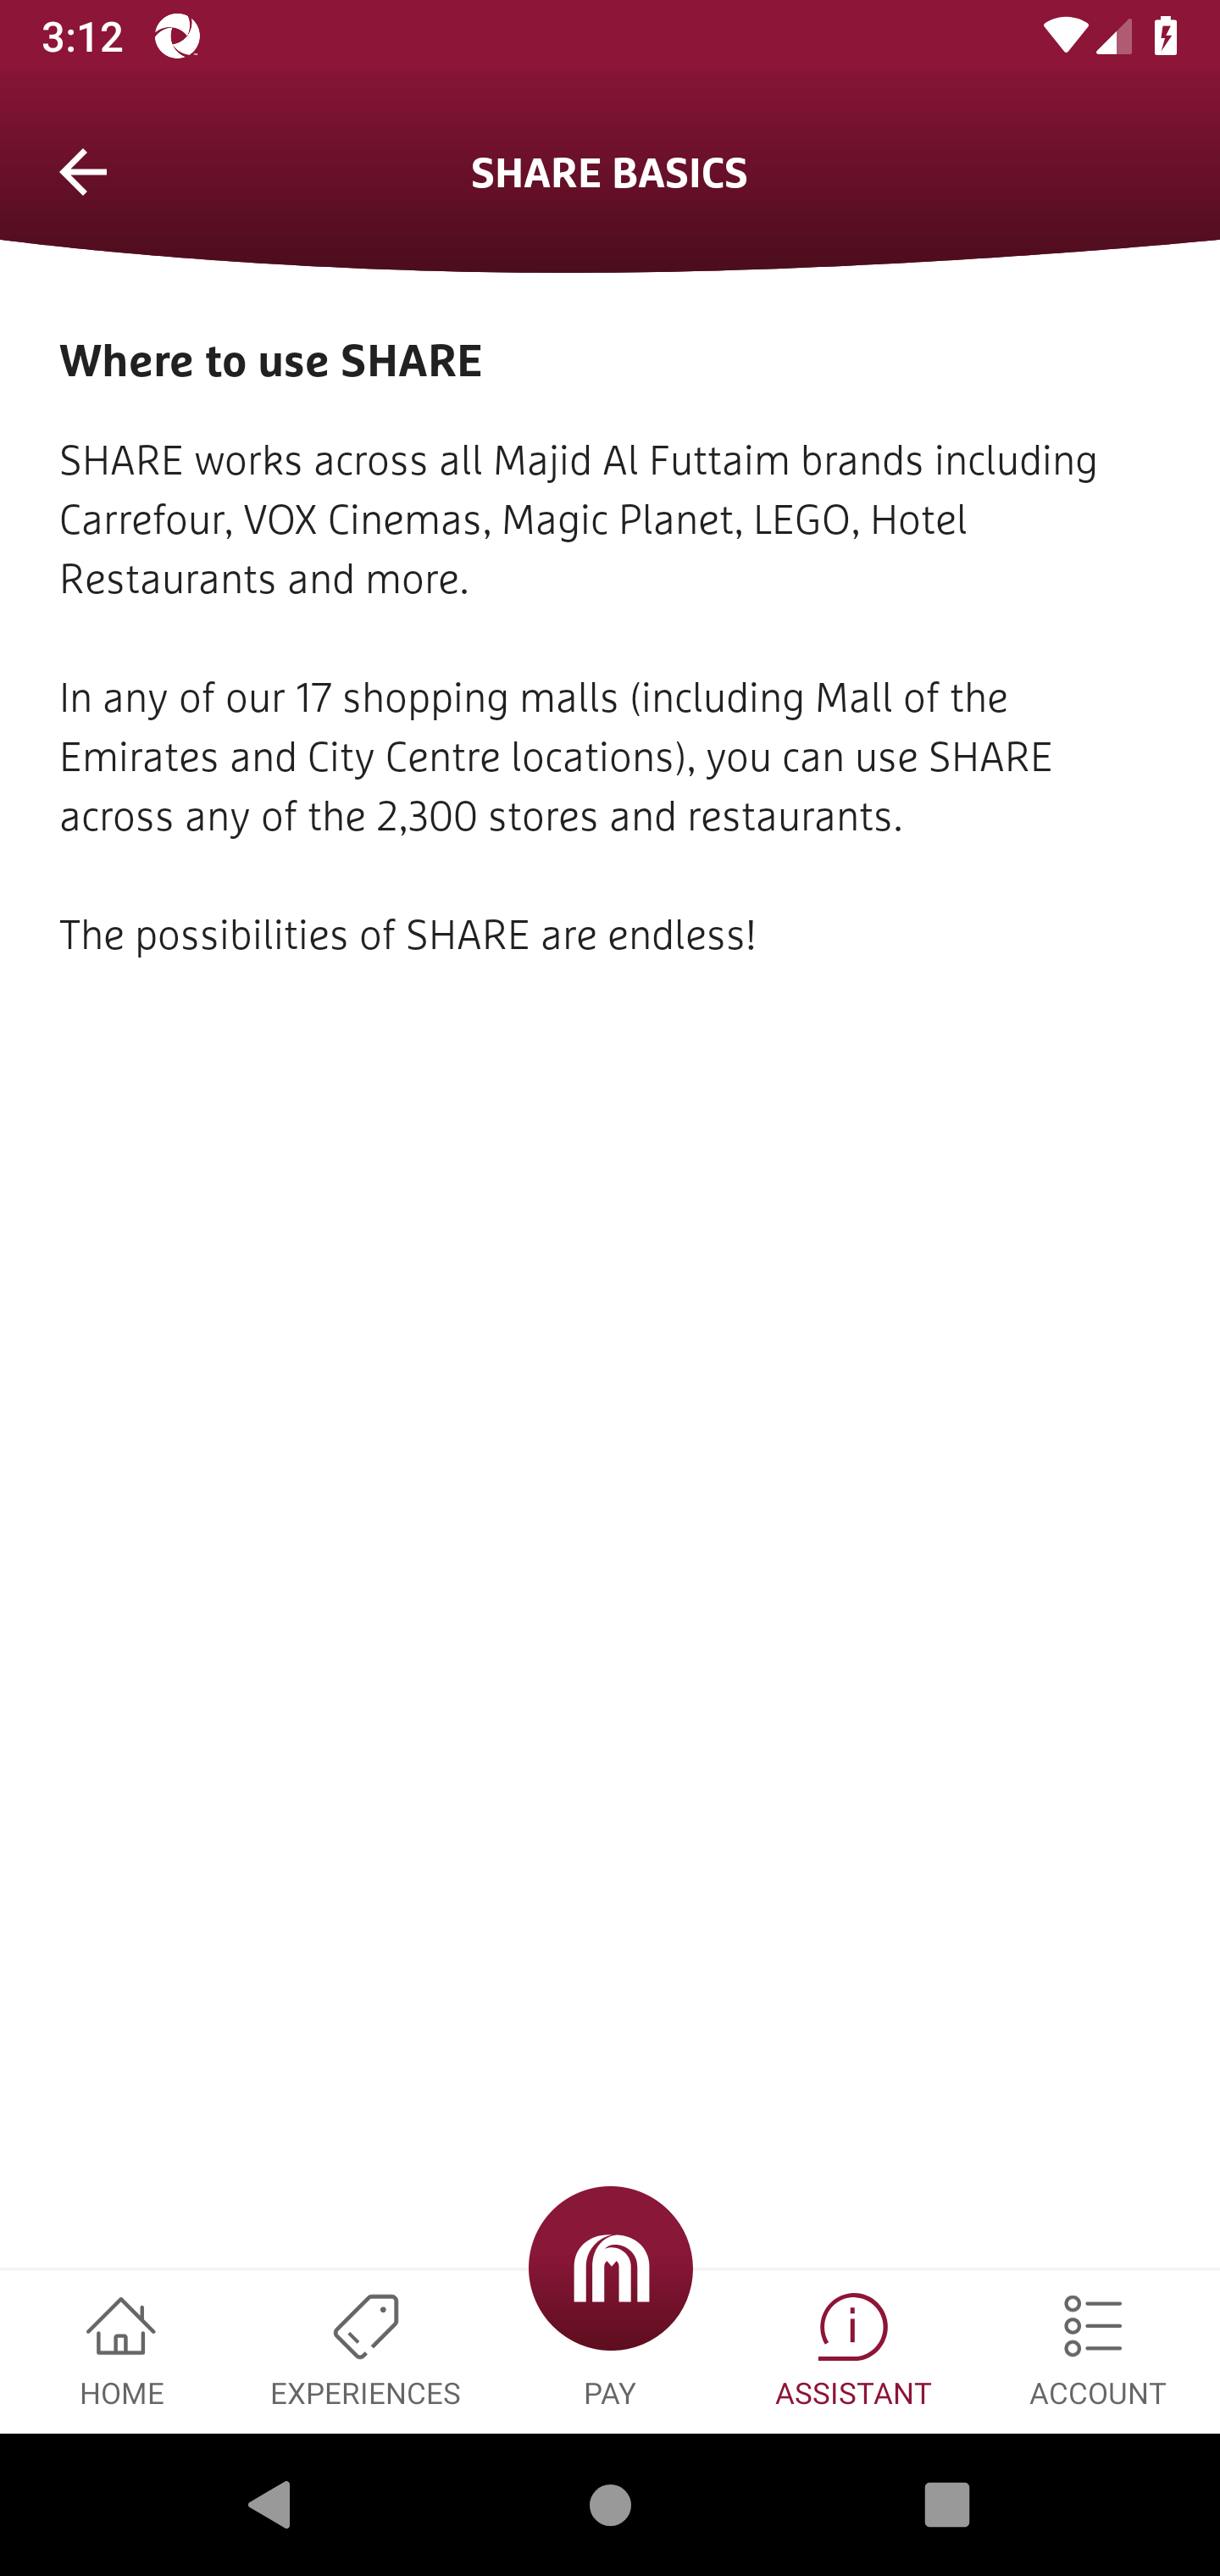 3:12
SHARE BASICS
Where to use SHARE
SHARE works across all Majid Al Futtaim brands including
Carrefour, VOX Cinemas, Magic Planet, LEGO, Hotel
Restaurants and more.
In any of our 17 shopping malls (including Mall of the
Emirates and City Centre locations), you can use SHARE
across any of the 2,300 stores and restaurants.
The possibilities of SHARE are endless!
HOME
EXPERIENCES
PAY
ASSISTANT
ACCOUNT